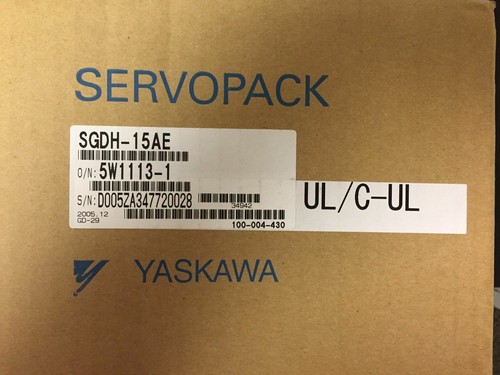 SERVOPACK
SGDH-15AE
O/N: 5W1113-1
S/N: D005ZA347720028
34942
2005.12
GD-29
100-004-430
UL/C-UL
YASKAWA